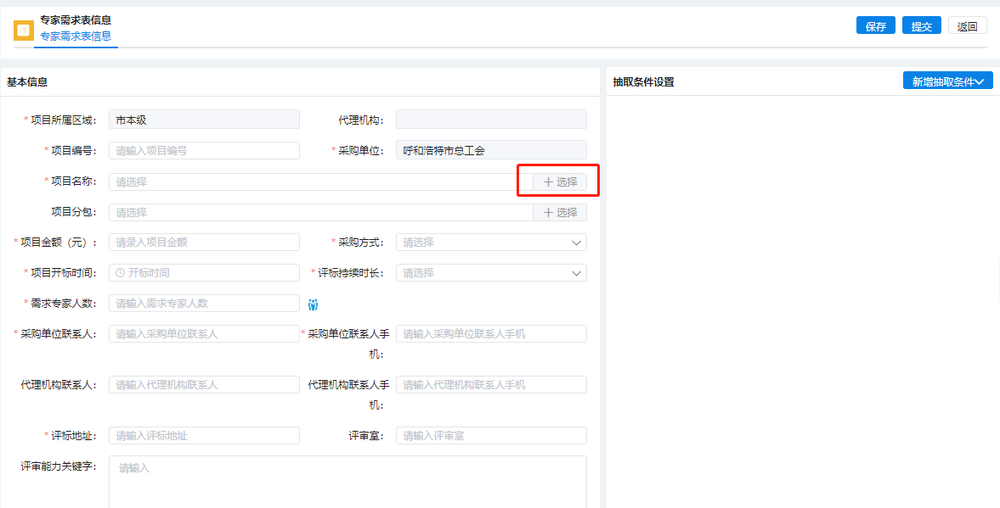 专家需求表信息
专家需求表信息
保存 提交 返回
基本信息
抽取条件设置 新增抽取条件
*项目所属区域: 市本级 代理机构:
*项目编号: 请输入项目编号 *采购单位: 呼和浩特市总工会
*项目名称: 请选择 + 选择
项目分包: 请选择 + 选择
*项目金额（元）: 请录入项目金额 *采购方式: 请选择
*项目开标时间: 开标时间 *评标持续时长: 请选择
*需求专家人数: 请输入需求专家人数
*采购单位联系人: 请输入采购单位联系人 *采购单位联系人手 请输入采购单位联系人手机
机:
代理机构联系人: 请输入代理机构联系人 代理机构联系人手 请输入代理机构联系人手机
机:
*评标地址: 请输入评标地址 评审室: 请输入评审室
评审能力关键字: 请输入